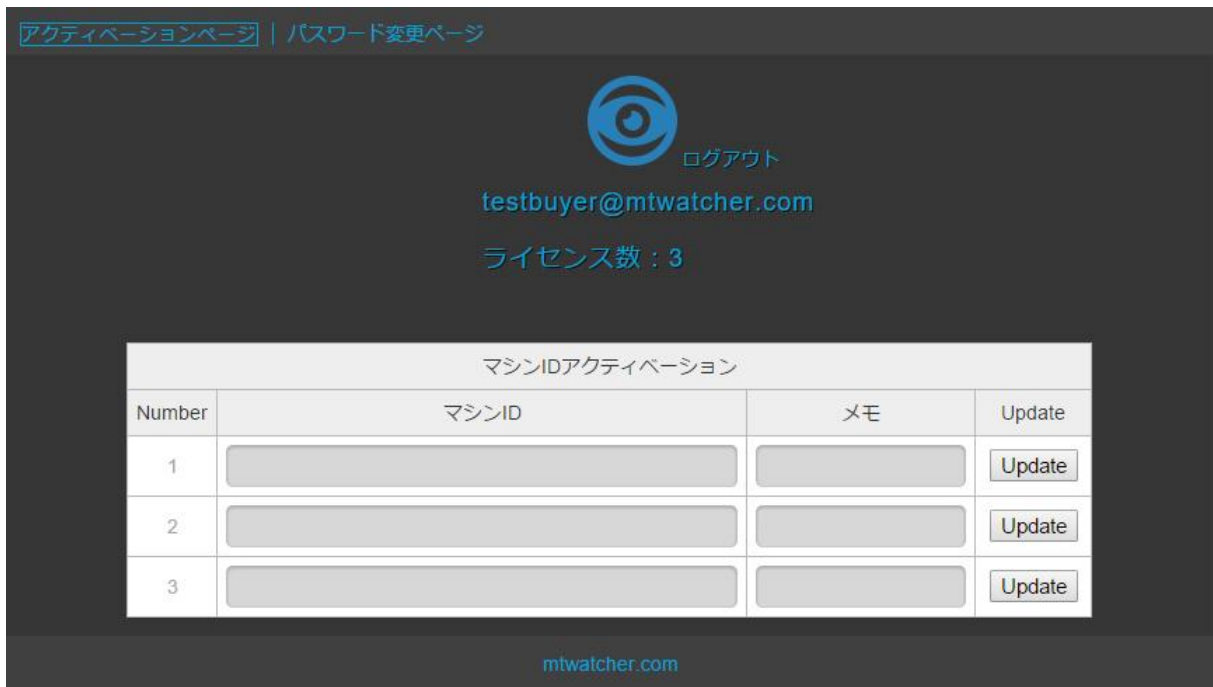 アクティベーションページ | パスワード変更ページ
ログアウト
testbuyer@mtwatcher.com
ライセンス数：3
マシンIDアクティベーション
Number マシンID メモ Update
1 Update
2 Update
3 Update
mtwatcher.com